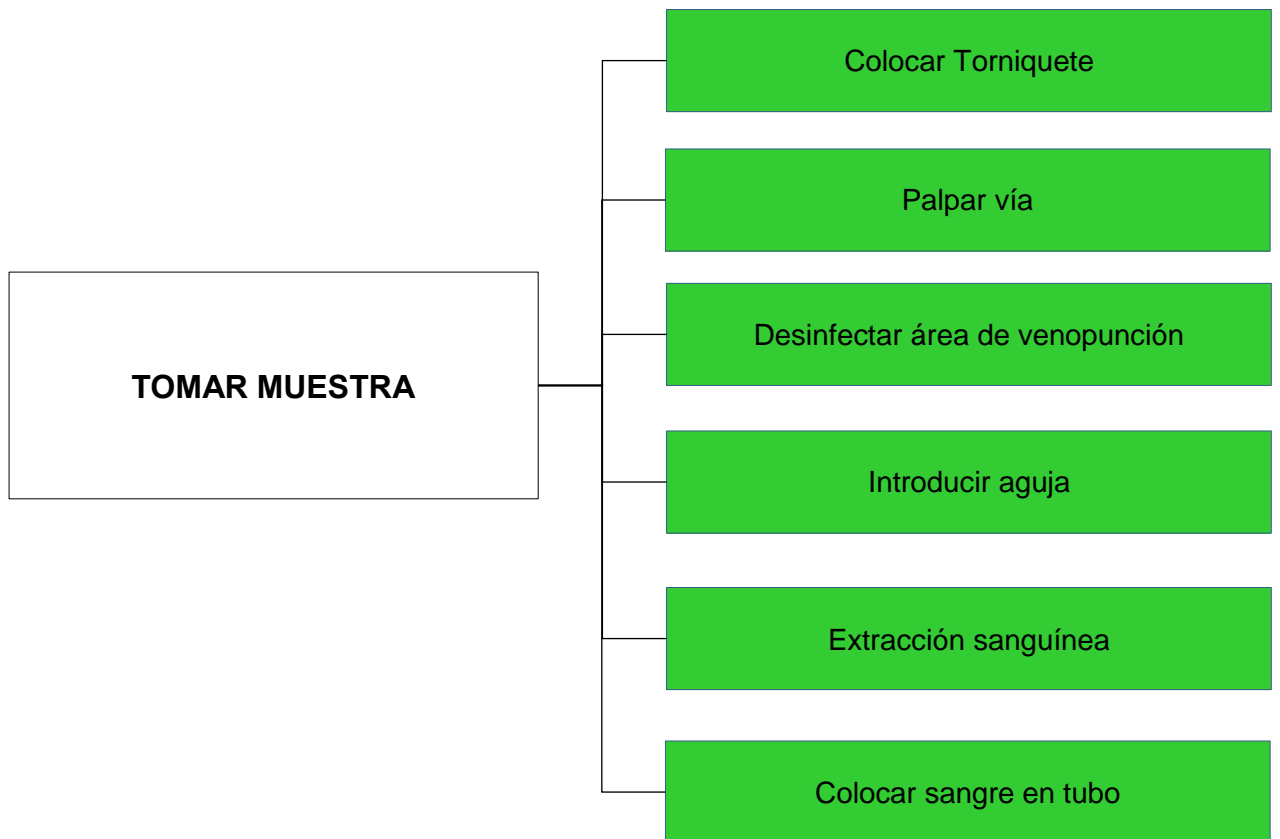 Colocar Torniquete
Palpar vía
Desinfectar área de venopunción
TOMAR MUESTRA
Introducir aguja
Extracción sanguínea
Colocar sangre en tubo